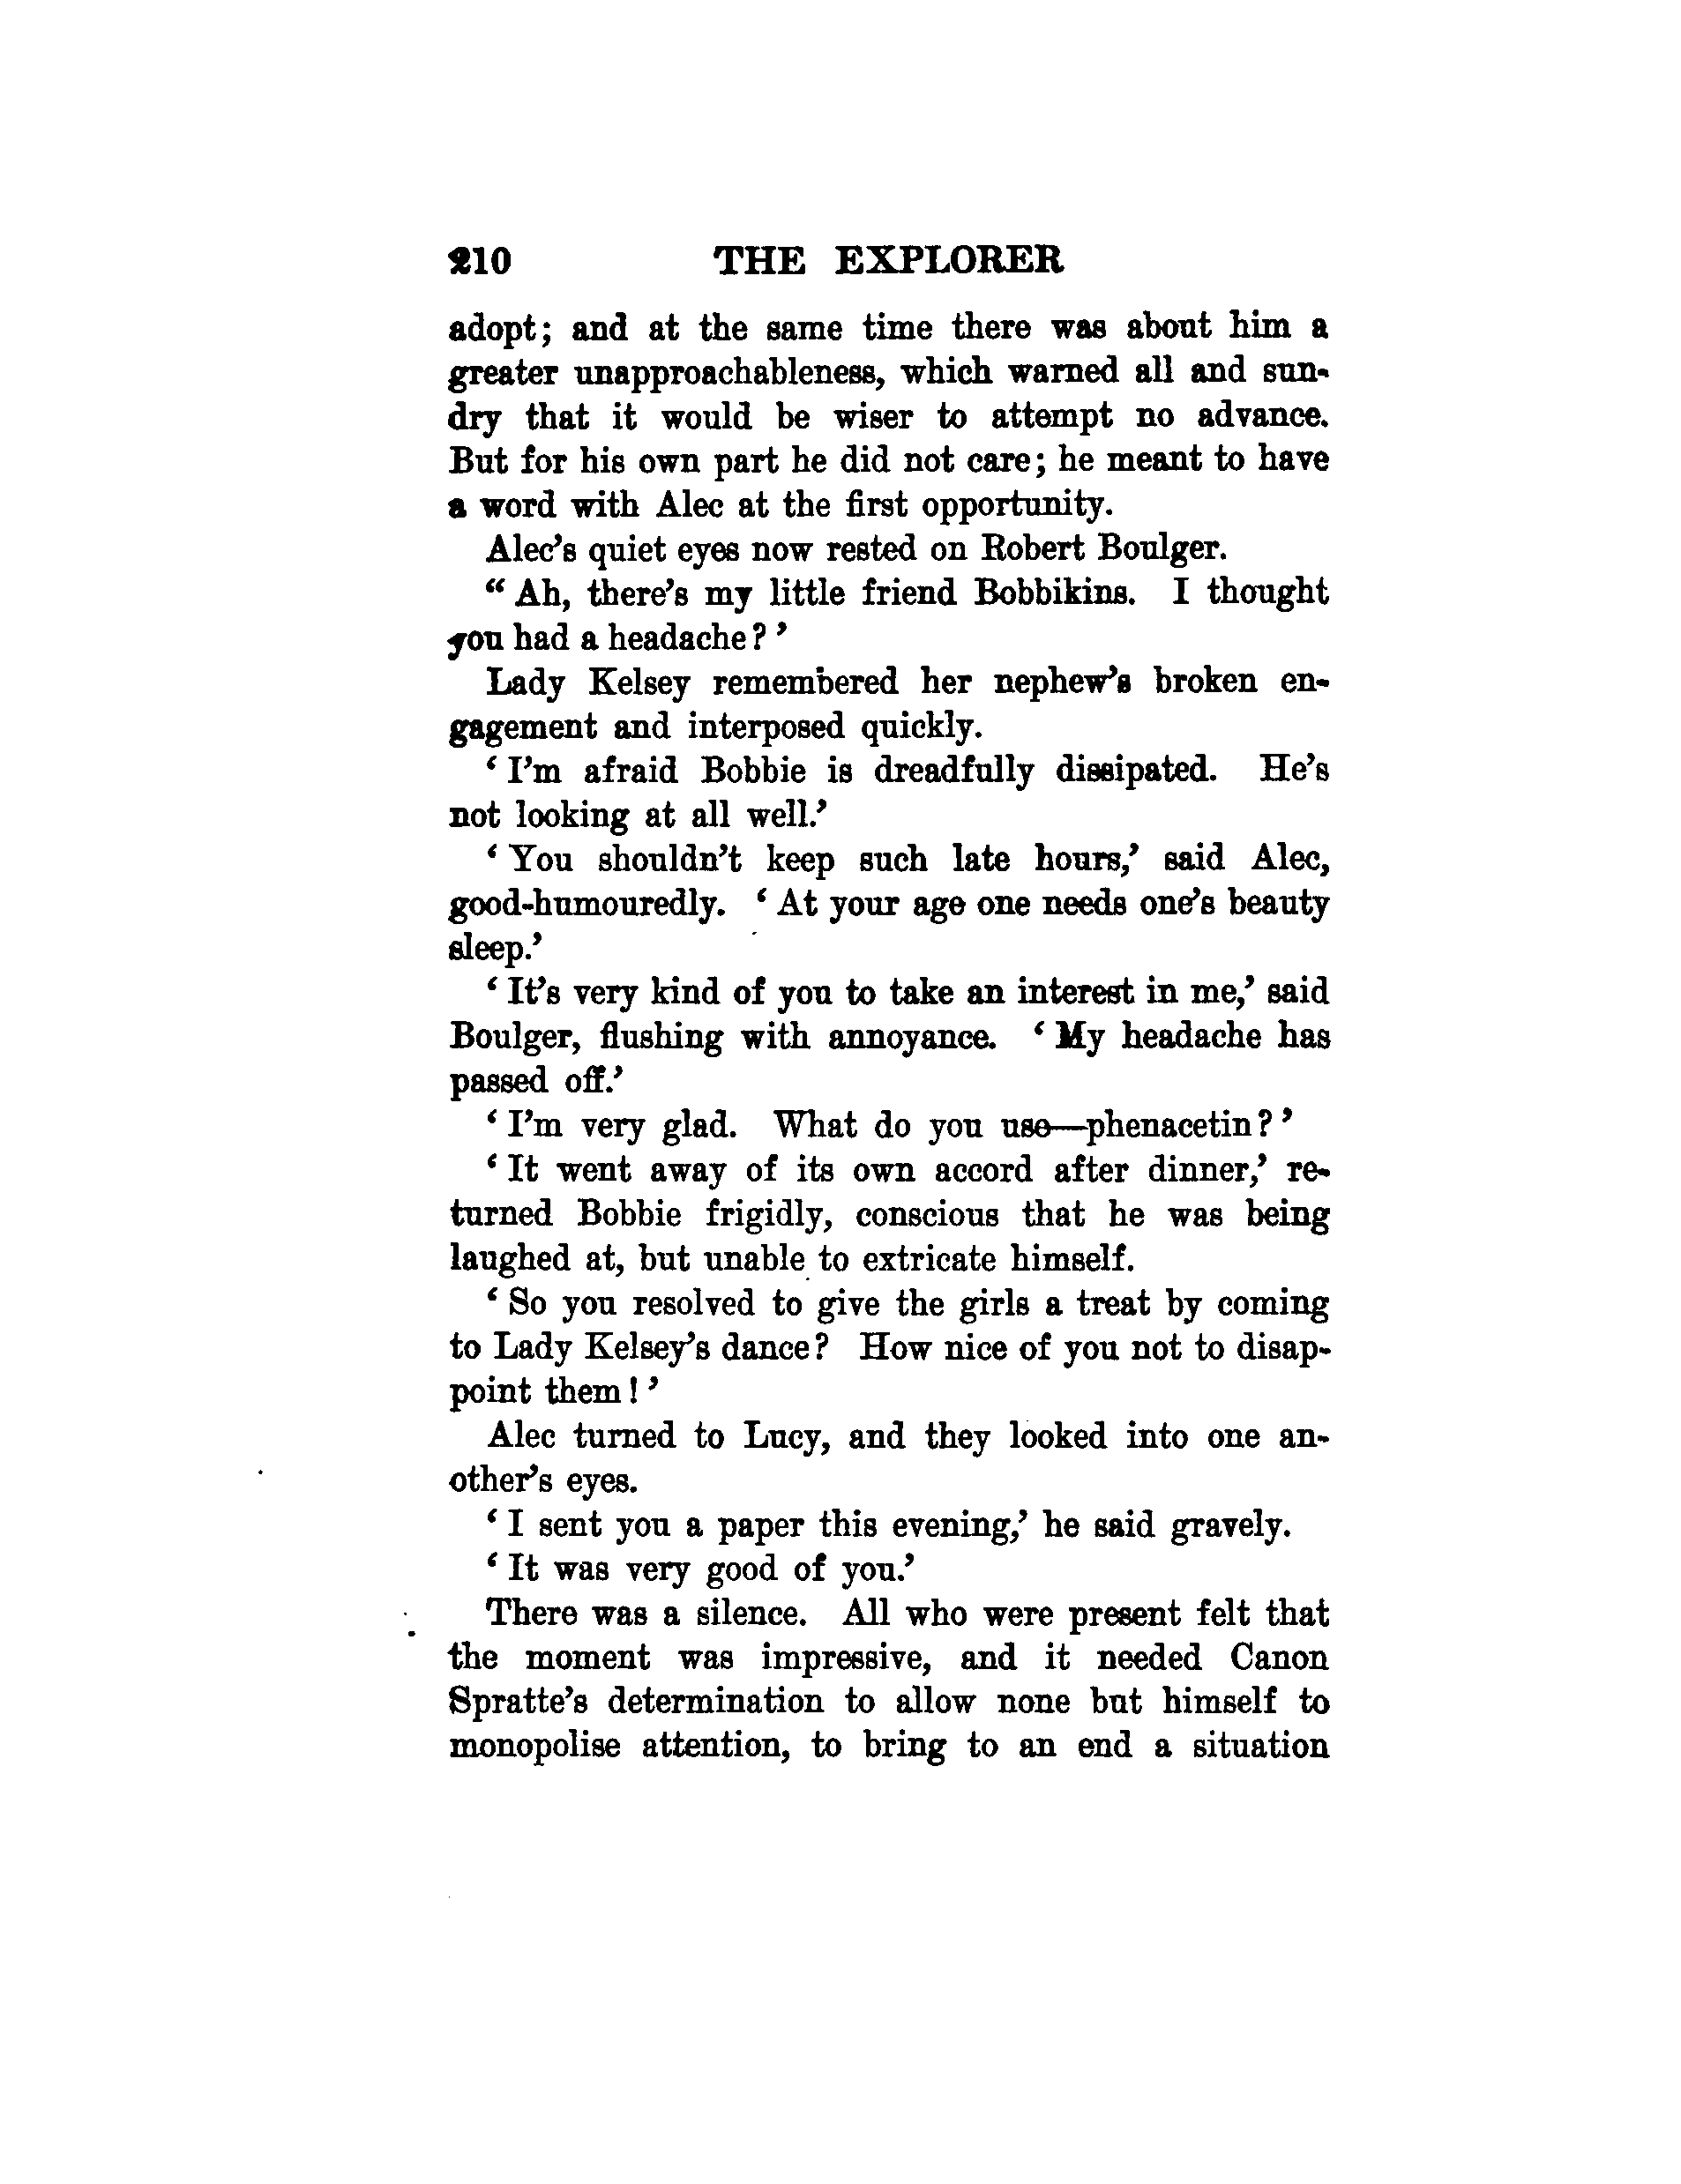 210 THE EXPLORER
adopt; and at the same time there was about him a
greater unapproachableness, which warned all and sun-
dry that it would be wiser to attempt no advance.
But for his own part he did not care; he meant to have
a word with Alec at the first opportunity.
Alec's quiet eyes now rested on Robert Boulger.
“ Ah, there's my little friend Bobbikins. I thought
you had a headache? ’
Lady Kelsey remembered her nephew's broken en-
gagement and interposed quickly.
‘ I'm afraid Bobbie is dreadfully dissipated. He's
not looking at all well.’
‘ You shouldn't keep such late hours,’ said Alec,
good-humouredly. ‘ At your age one needs one's beauty
sleep.’
‘ It's very kind of you to take an interest in me,’ said
Boulger, flushing with annoyance. ‘ My headache has
passed off.’
‘ I'm very glad. What do you use—phenacetin? ’
‘ It went away of its own accord after dinner,’ re-
turned Bobbie frigidly, conscious that he was being
laughed at, but unable to extricate himself.
‘ So you resolved to give the girls a treat by coming
to Lady Kelsey's dance? How nice of you not to disap-
point them! ’
Alec turned to Lucy, and they looked into one an-
other's eyes.
‘ I sent you a paper this evening,’ he said gravely.
‘ It was very good of you.’
There was a silence. All who were present felt that
the moment was impressive, and it needed Canon
Spratte's determination to allow none but himself to
monopolise attention, to bring to an end a situation